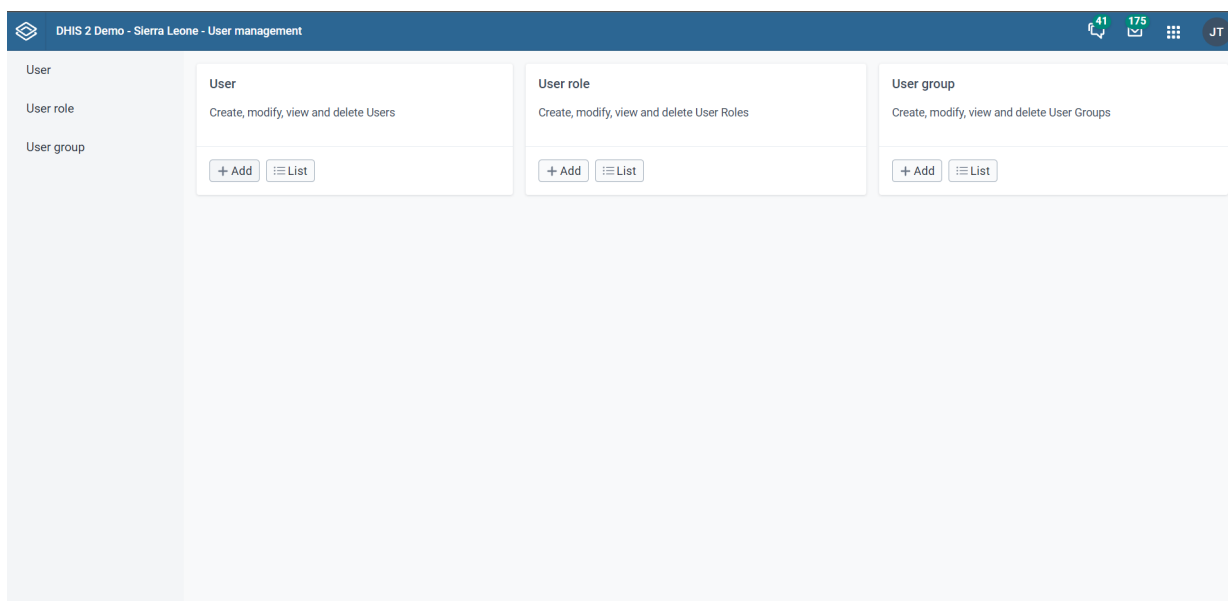 DHIS 2 Demo - Sierra Leone - User management
41
175
JT
User
User role
User group
User
Create, modify, view and delete Users
+ Add
List
User role
Create, modify, view and delete User Roles
+ Add
List
User group
Create, modify, view and delete User Groups
+ Add
List